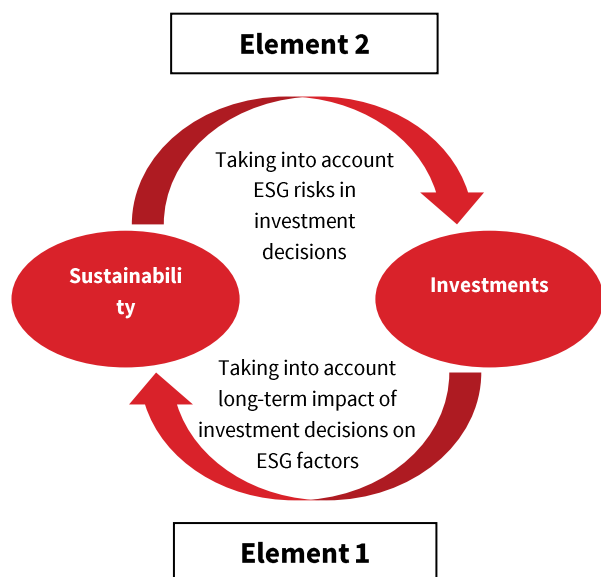 Element 2
Taking into account
ESG risks in
investment
decisions
Sustainabili
ty
Investments
Taking into account
long-term impact of
investment decisions on
ESG factors
Element 1